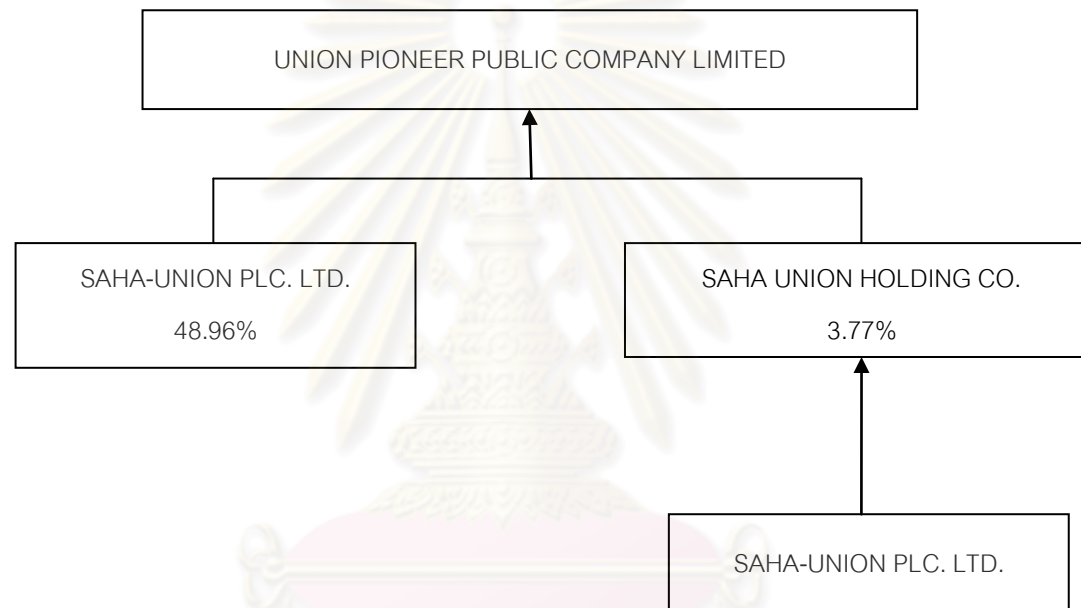 UNION PIONEER PUBLIC COMPANY LIMITED
SAHA-UNION PLC. LTD.
48.96%
SAHA UNION HOLDING CO.
3.77%
SAHA-UNION PLC. LTD.